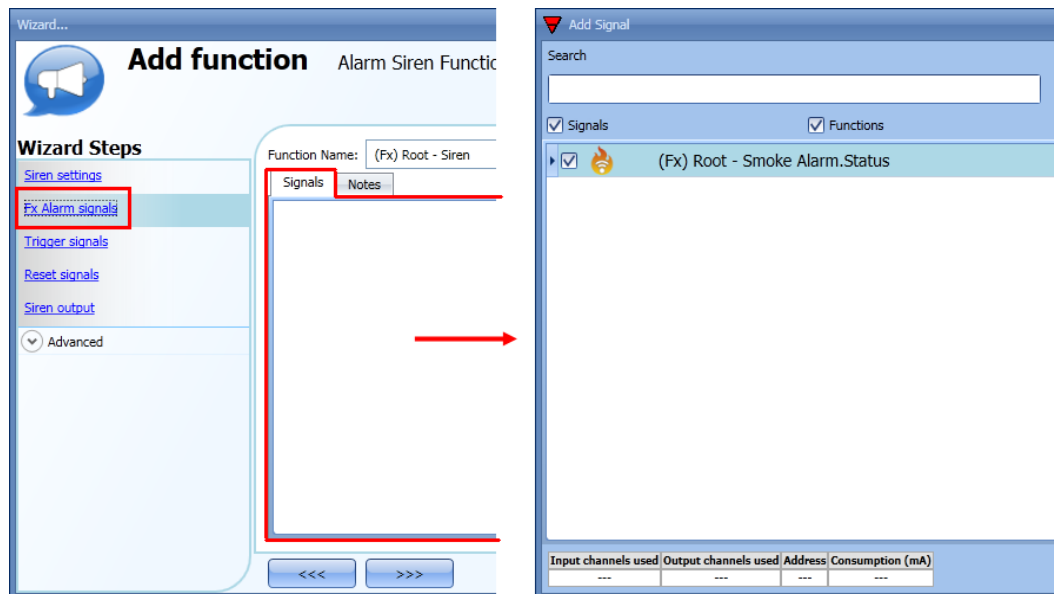 Wizard...
Add function Alarm Siren Functio
Wizard Steps
Siren settings
Fx Alarm signals
Trigger signals
Reset signals
Siren output
Advanced
Function Name: (Fx) Root - Siren
Signals Notes
<<< >>>
Add Signal
Search
Signals Functions
(Fx) Root - Smoke Alarm.Status
Input channels used Output channels used Address Consumption (mA)
--- --- --- ---